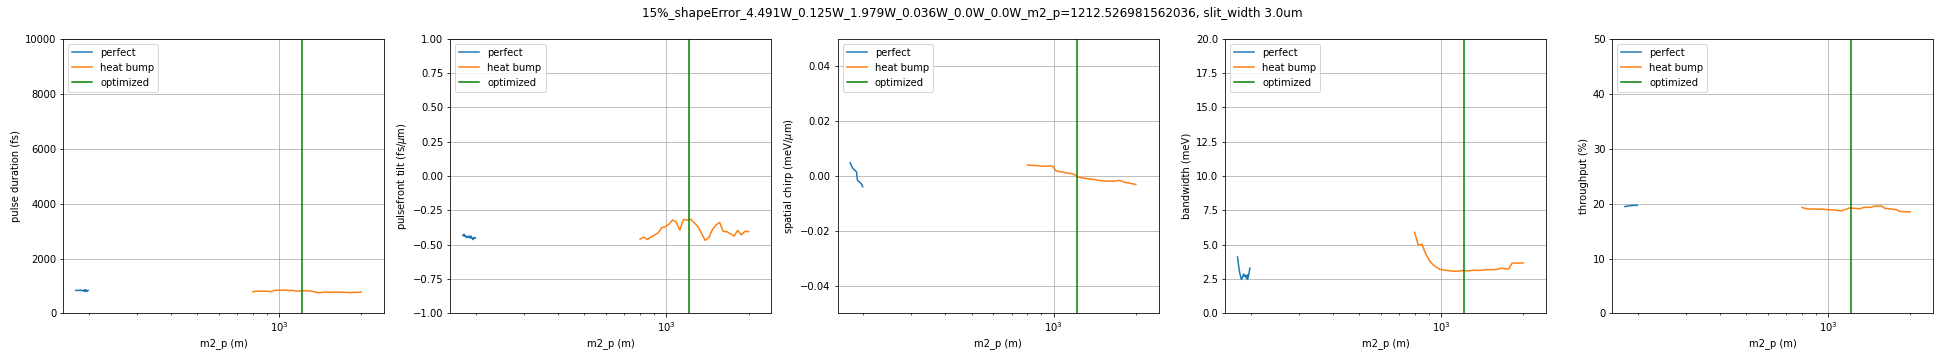 15%_shapeError_4.491W_0.125W_1.979W_0.036W_0.0W_0.0W_m2_p=1212.526981562036, slit_width 3.0um
pulse duration (fs)
10000
8000
6000
4000
2000
0
perfect
heat bump
optimized
10³
m2_p (m)
pulsefront tilt (fs/μm)
1.00
0.75
0.50
0.25
0.00
−0.25
−0.50
−0.75
−1.00
perfect
heat bump
optimized
10³
m2_p (m)
spatial chirp (meV/μm)
0.04
0.02
0.00
−0.02
−0.04
perfect
heat bump
optimized
10³
m2_p (m)
bandwidth (meV)
20.0
17.5
15.0
12.5
10.0
7.5
5.0
2.5
0.0
perfect
heat bump
optimized
10³
m2_p (m)
throughput (%)
50
40
30
20
10
0
perfect
heat bump
optimized
10³
m2_p (m)